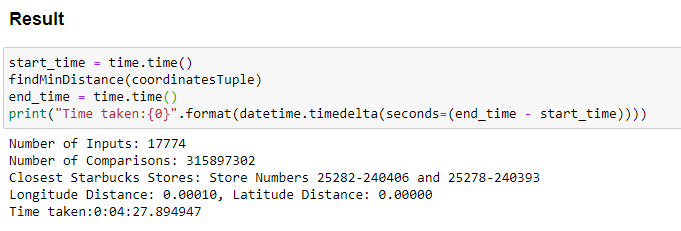 Result
start_time = time.time()
findMinDistance(coordinatesTuple)
end_time = time.time()
print("Time taken:{0}".format(datetime.timedelta(seconds=(end_time - start_time))))
Number of Inputs: 17774
Number of Comparisons: 315897302
Closest Starbucks Stores: Store Numbers 25282-240406 and 25278-240393
Longitude Distance: 0.00010, Latitude Distance: 0.00000
Time taken:0:04:27.894947